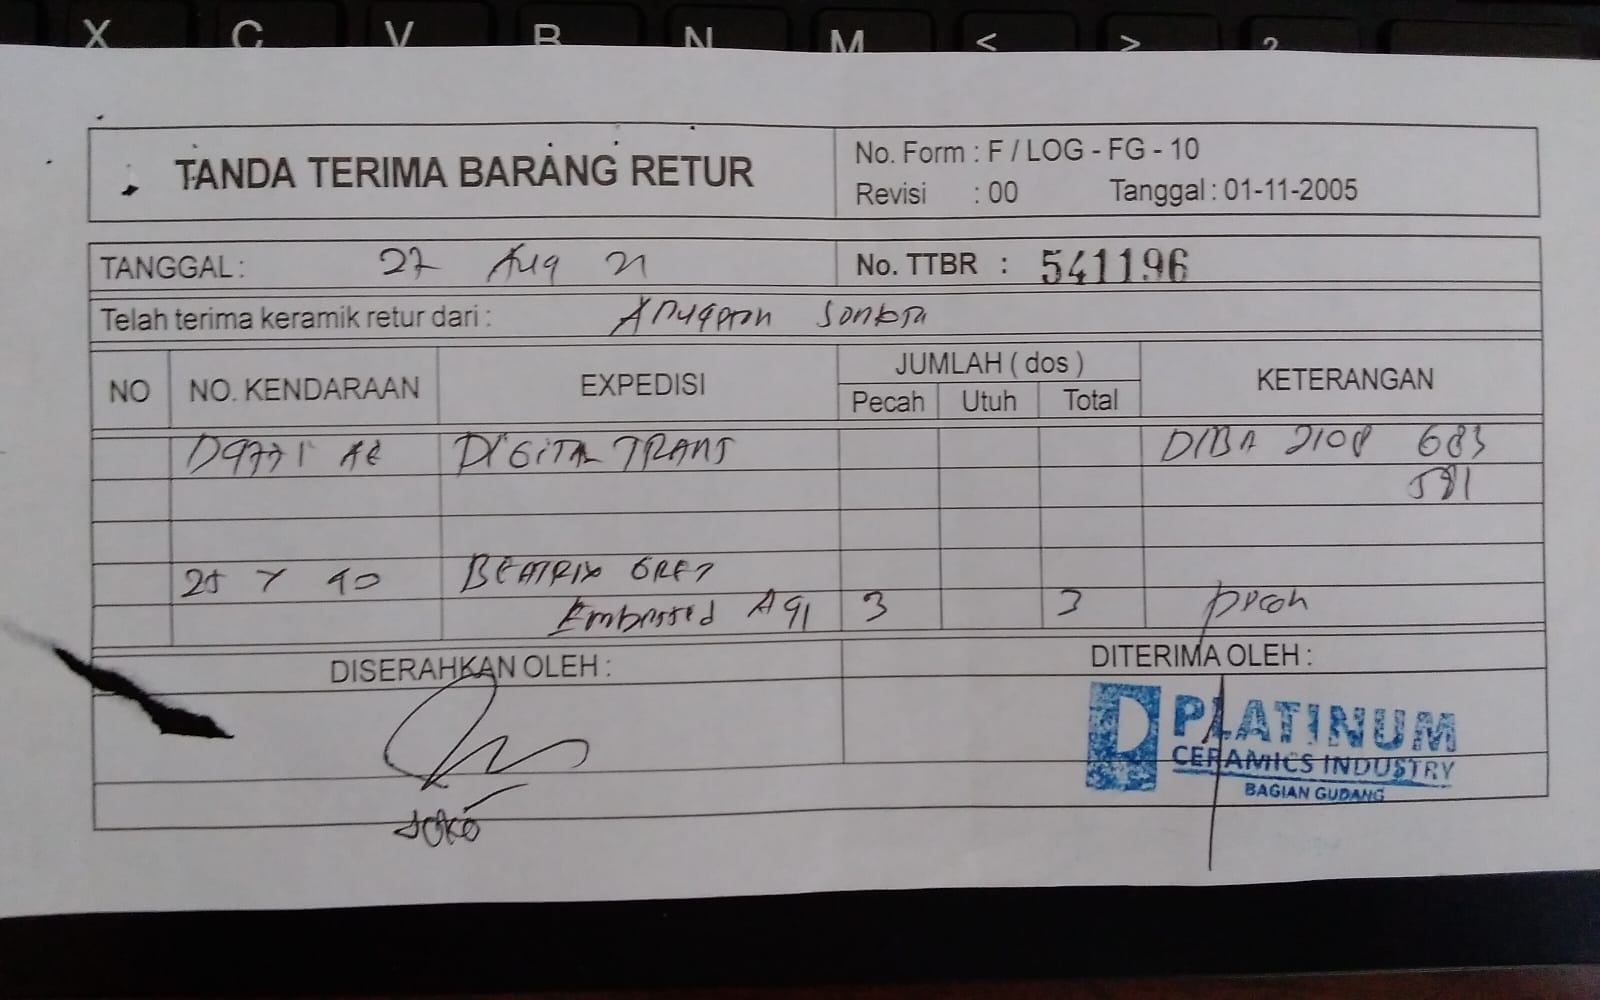 X C V B N M < > ?
TANDA TERIMA BARANG RETUR
No. Form : F / LOG - FG - 10
Revisi : 00 Tanggal : 01-11-2005
TANGGAL : 27 Aug 21
No. TTBR : 541196
Telah terima keramik retur dari :
NO NO. KENDARAAN EXPEDISI JUMLAH ( dos ) KETERANGAN
Pecah Utuh Total
D9771 AE DIGITAL TRANS DIBA 2108 683
581
25 X 40 BEATRIX GREY
Embossed A91 3 3 pecah
DISERAHKAN OLEH :
DITERIMA OLEH :
PLATINUM
CERAMICS INDUSTRY
BAGIAN GUDANG
JOKO